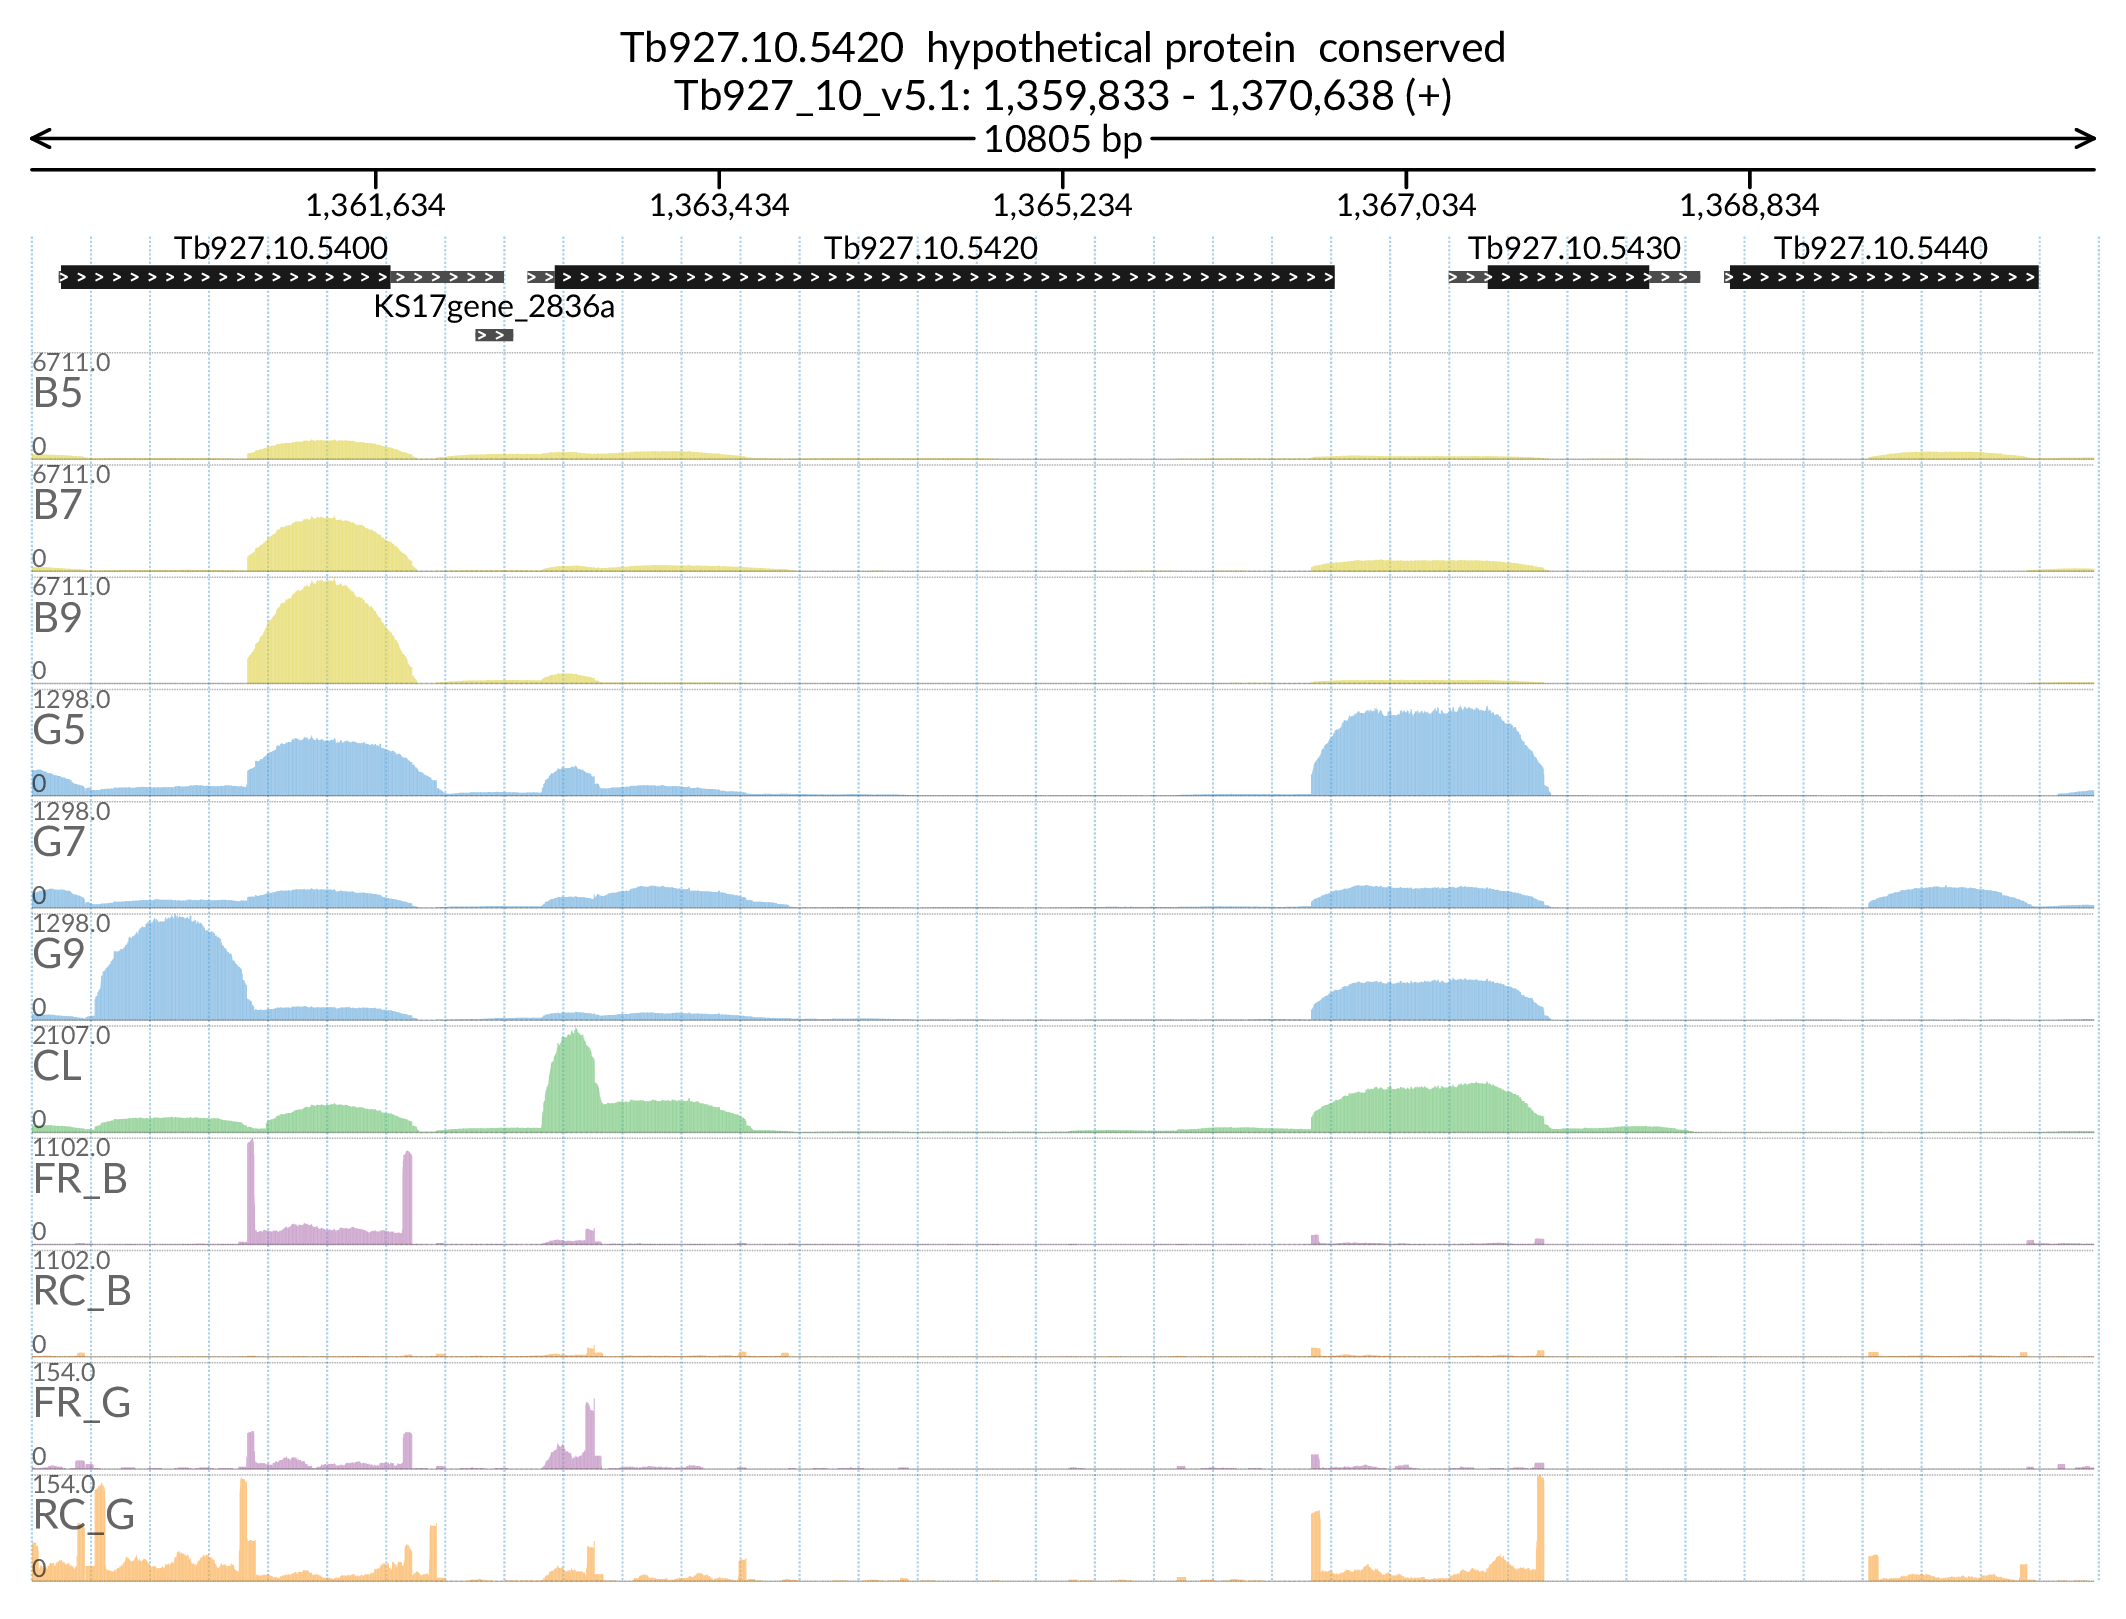 Tb927.10.5420 hypothetical protein conserved
Tb927_10_v5.1: 1,359,833 - 1,370,638 (+)
10805 bp
1,361,634 1,363,434 1,365,234 1,367,034 1,368,834
Tb927.10.5400 Tb927.10.5420 Tb927.10.5430 Tb927.10.5440
KS17gene_2836a
6711.0
B5
0
6711.0
B7
0
6711.0
B9
0
1298.0
G5
0
1298.0
G7
0
1298.0
G9
0
2107.0
CL
0
1102.0
FR_B
0
1102.0
RC_B
0
154.0
FR_G
0
154.0
RC_G
0